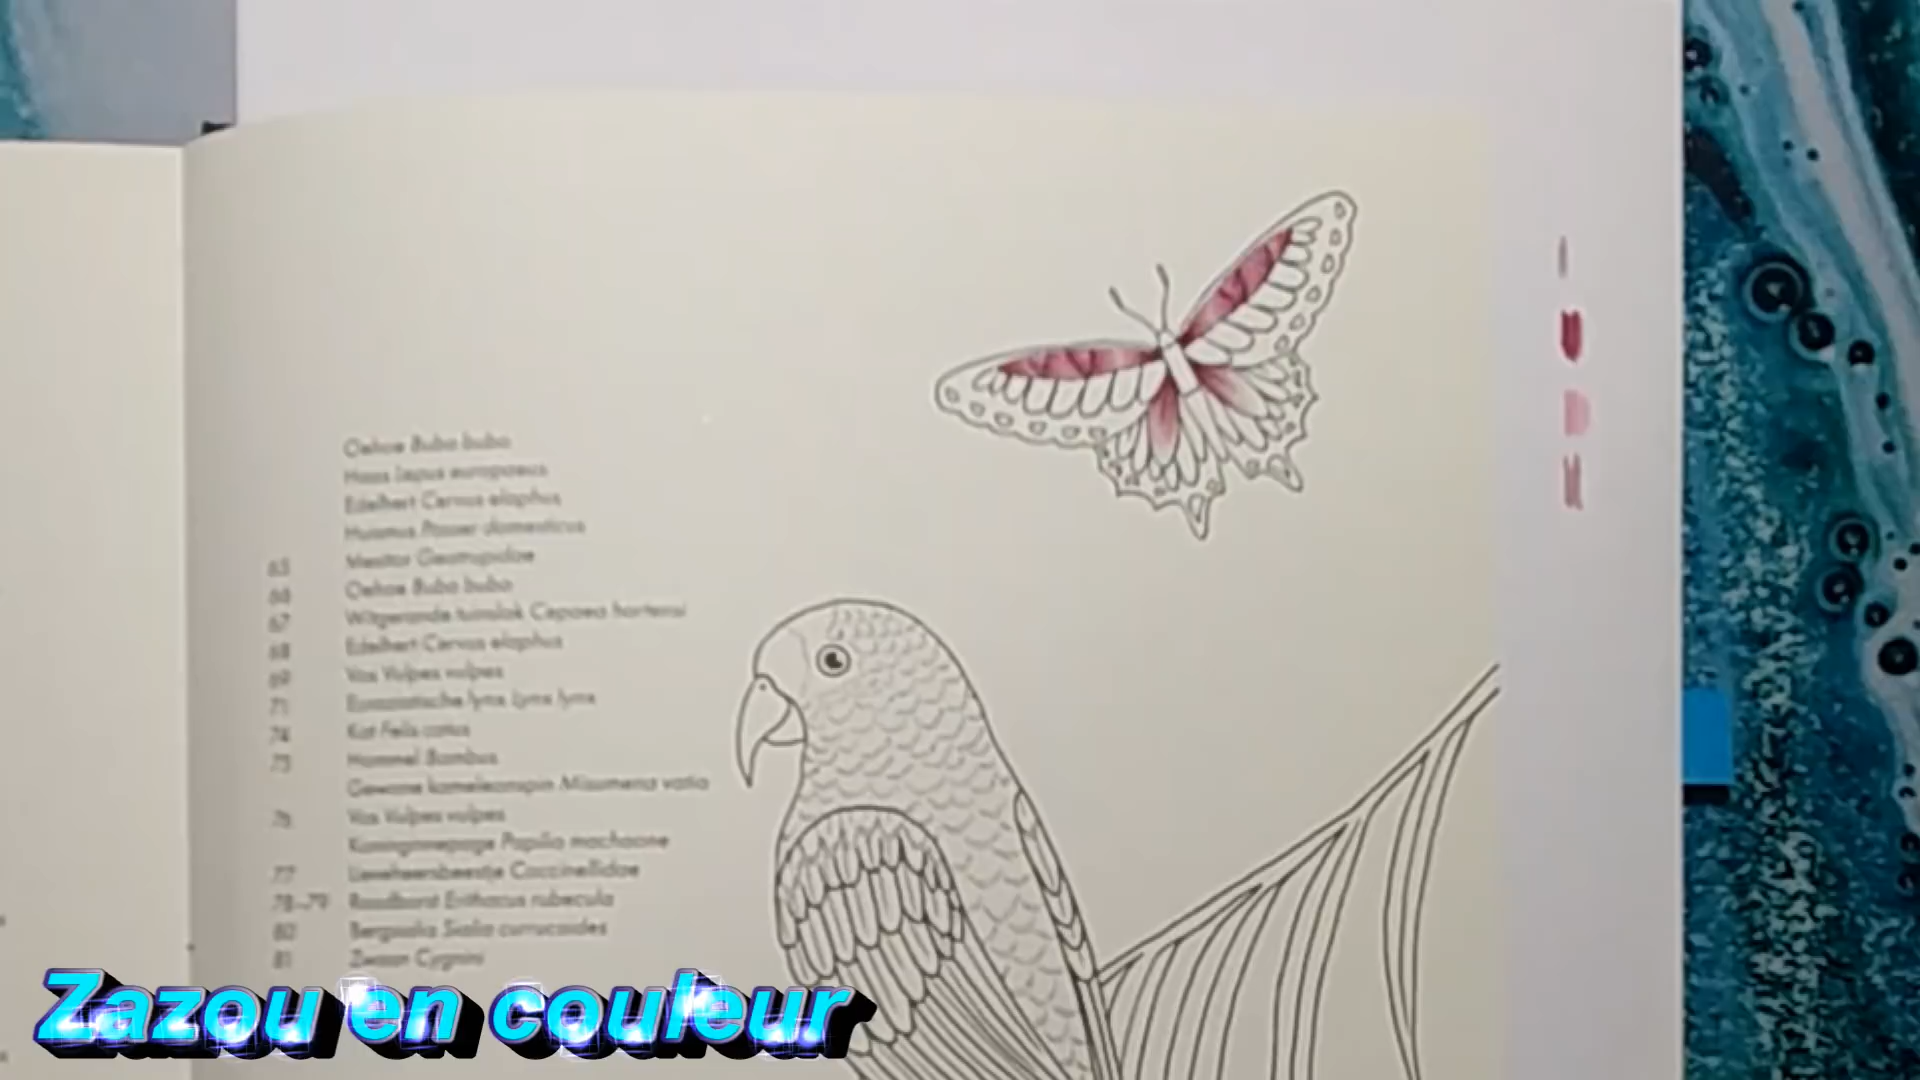 Oehoe Bubo bubo
Haas Lepus europaeus
Edelhert Cervus elaphus
Huismus Passer domesticus
65 Mestkever Geotrupidae
66 Oehoe Bubo bubo
67 Witgerande tuinslak Cepaea hortensis
68 Edelhert Cervus elaphus
69 Vos Vulpes vulpes
71 Euraziatische lynx Lynx lynx
74 Kat Felis catus
75 Hommel Bombus
Gewone kameleonspin Misumena vatia
76 Vos Vulpes vulpes
Koninginnepage Papilio machaone
77 Lieveheersbeestje Coccinellidae
78–79 Roodborst Erithacus rubecula
80 Bergsialia Sialia currucoides
81 Zwaan Cygnini
Zazou en couleur